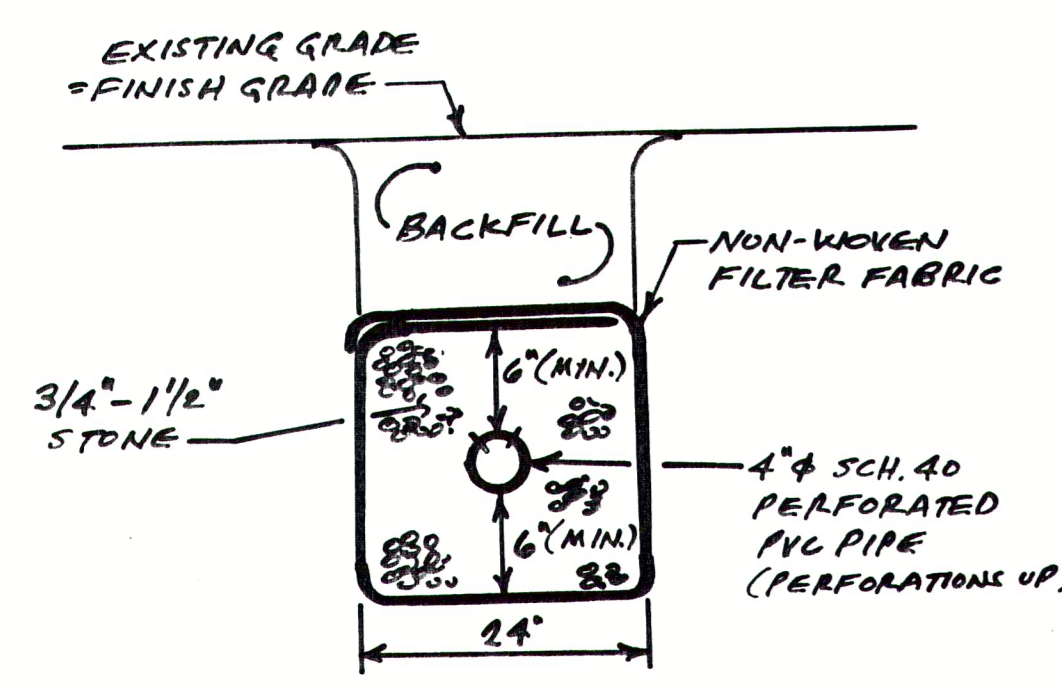 EXISTING GRADE
=FINISH GRADE
BACKFILL
NON-WOVEN
FILTER FABRIC
6"(MIN.)
3/4"-1 1/2"
STONE
4"φ SCH. 40
PERFORATED
PVC PIPE
(PERFORATIONS UP)
6"(MIN.)
24"